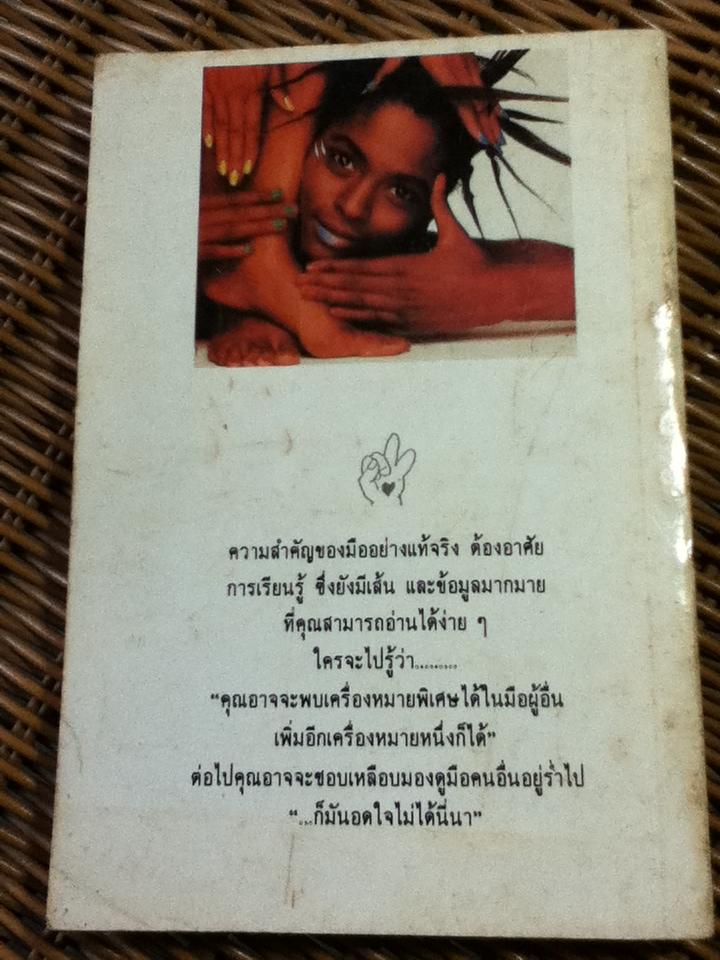 ความสำคัญของมืออย่างแท้จริง ต้องอาศัย
การเรียนรู้ ซึ่งยังมีเส้น และข้อมูลมากมาย
ที่คุณสามารถอ่านได้ง่าย ๆ
ใครจะไปรู้ว่า............
“คุณอาจจะพบเครื่องหมายพิเศษได้ในมือผู้อื่น
เพิ่มอีกเครื่องหมายหนึ่งก็ได้”
ต่อไปคุณอาจจะชอบเหลือบมองดูมือคนอื่นอยู่ร่ำไป
“...ก็มันอดใจไม่ได้นี่นา”